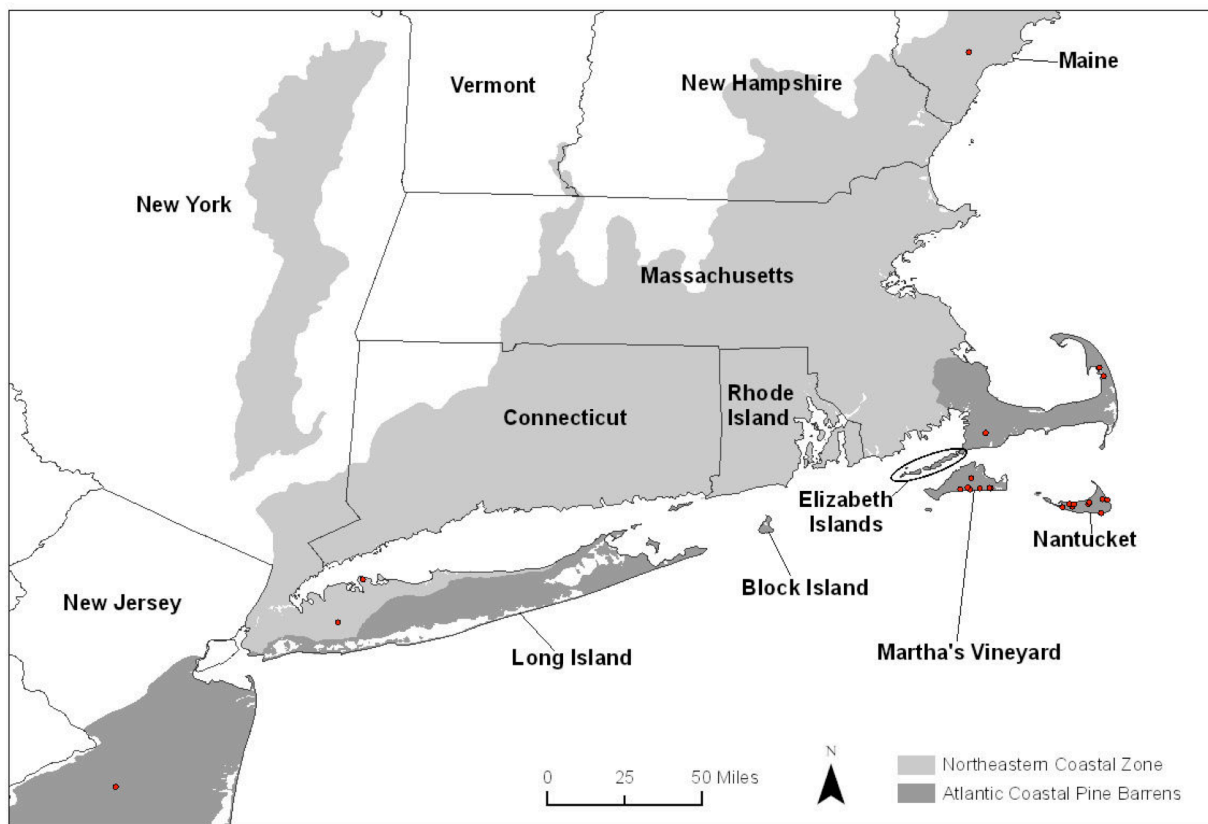 Maine
Vermont
New Hampshire
New York
Massachusetts
Rhode
Island
Connecticut
Elizabeth
Islands
Nantucket
Block Island
New Jersey
Martha's Vineyard
Long Island
N
0 25 50 Miles
Northeastern Coastal Zone
Atlantic Coastal Pine Barrens